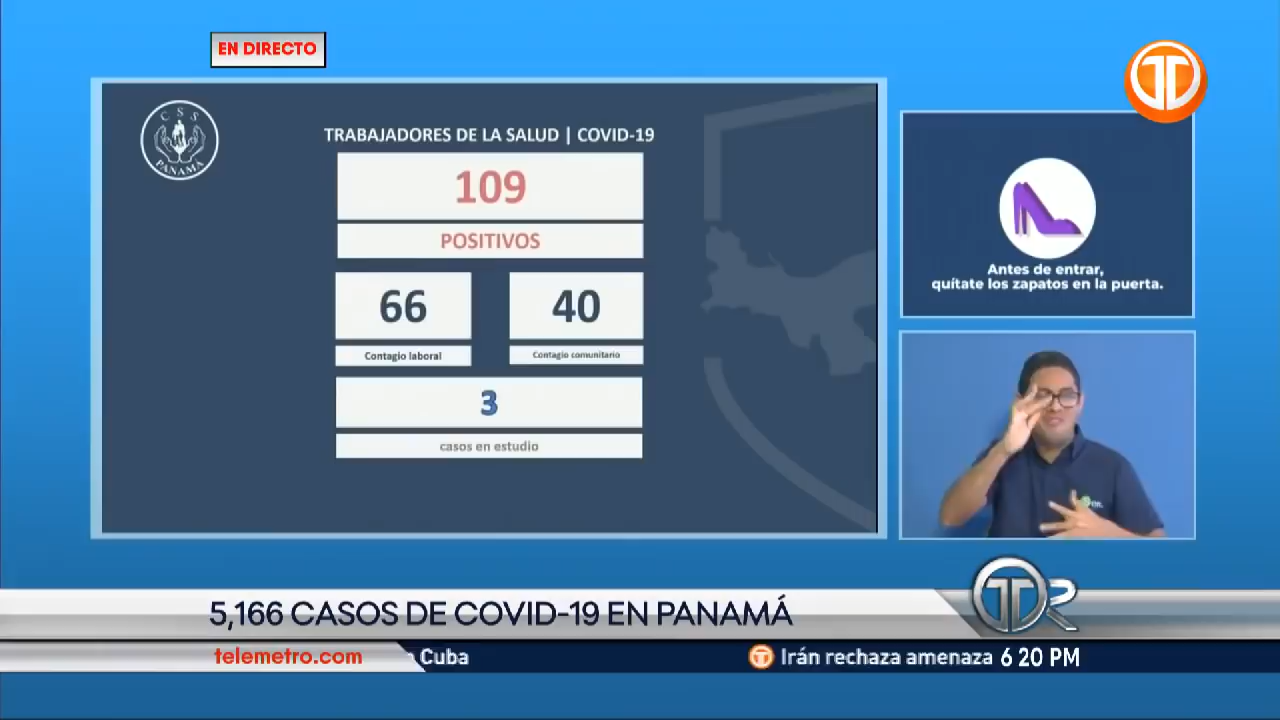 EN DIRECTO
CSS
PANAMÁ
TRABAJADORES DE LA SALUD | COVID-19
109
POSITIVOS
66
40
Contagio laboral
Contagio comunitario
3
casos en estudio
Antes de entrar,
quítate los zapatos en la puerta.
5,166 CASOS DE COVID-19 EN PANAMÁ
TR
telemetro.com
Cuba
Irán rechaza amenaza
6 20 PM